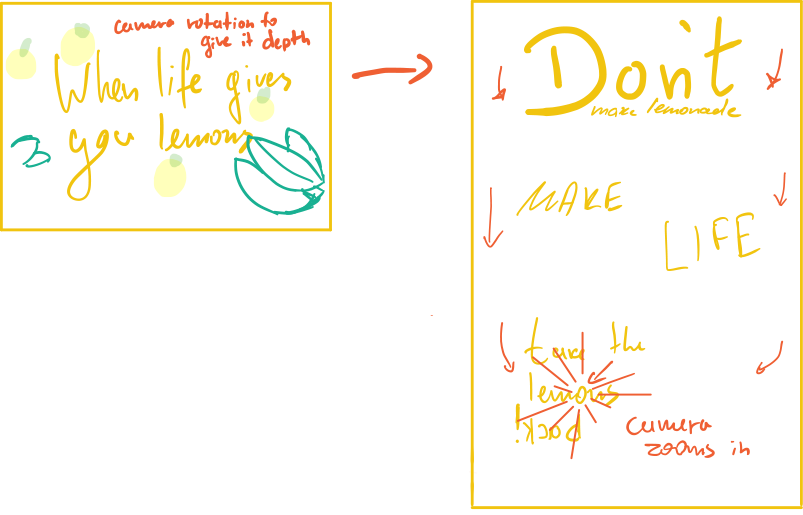 camera rotation to
give it depth
When life gives
you lemons
Don't
make lemonade
MAKE
LIFE
take the
lemons
back!
camera
zooms in